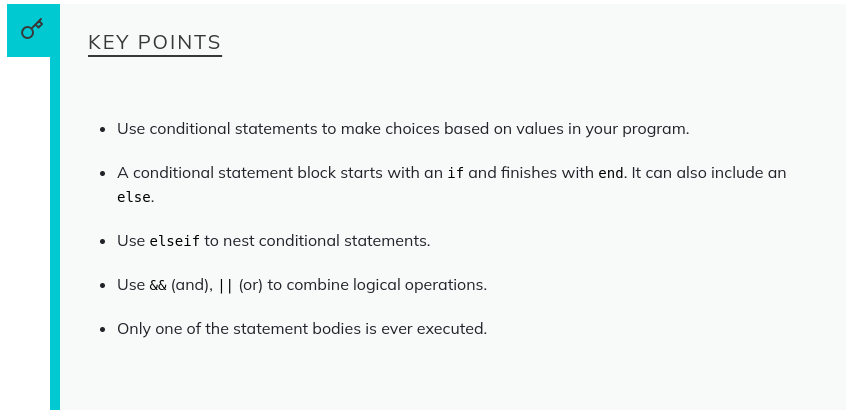 KEY POINTS
• Use conditional statements to make choices based on values in your program.
• A conditional statement block starts with an if and finishes with end. It can also include an
else.
• Use elseif to nest conditional statements.
• Use && (and), || (or) to combine logical operations.
• Only one of the statement bodies is ever executed.